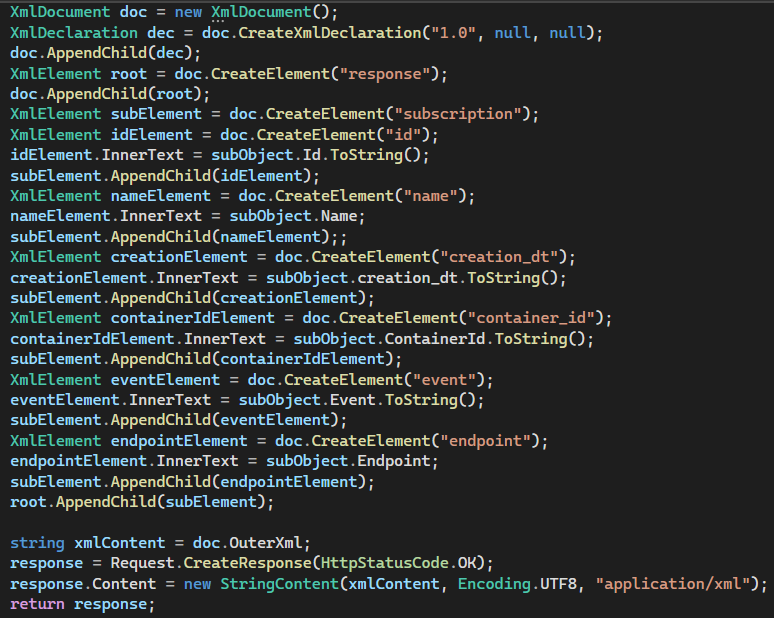 XmlDocument doc = new XmlDocument();
XmlDeclaration dec = doc.CreateXmlDeclaration("1.0", null, null);
doc.AppendChild(dec);
XmlElement root = doc.CreateElement("response");
doc.AppendChild(root);
XmlElement subElement = doc.CreateElement("subscription");
XmlElement idElement = doc.CreateElement("id");
idElement.InnerText = subObject.Id.ToString();
subElement.AppendChild(idElement);
XmlElement nameElement = doc.CreateElement("name");
nameElement.InnerText = subObject.Name;
subElement.AppendChild(nameElement);;
XmlElement creationElement = doc.CreateElement("creation_dt");
creationElement.InnerText = subObject.creation_dt.ToString();
subElement.AppendChild(creationElement);
XmlElement containerIdElement = doc.CreateElement("container_id");
containerIdElement.InnerText = subObject.ContainerId.ToString();
subElement.AppendChild(containerIdElement);
XmlElement eventElement = doc.CreateElement("event");
eventElement.InnerText = subObject.Event.ToString();
subElement.AppendChild(eventElement);
XmlElement endpointElement = doc.CreateElement("endpoint");
endpointElement.InnerText = subObject.Endpoint;
subElement.AppendChild(endpointElement);
root.AppendChild(subElement);

string xmlContent = doc.OuterXml;
response = Request.CreateResponse(HttpStatusCode.OK);
response.Content = new StringContent(xmlContent, Encoding.UTF8, "application/xml");
return response;